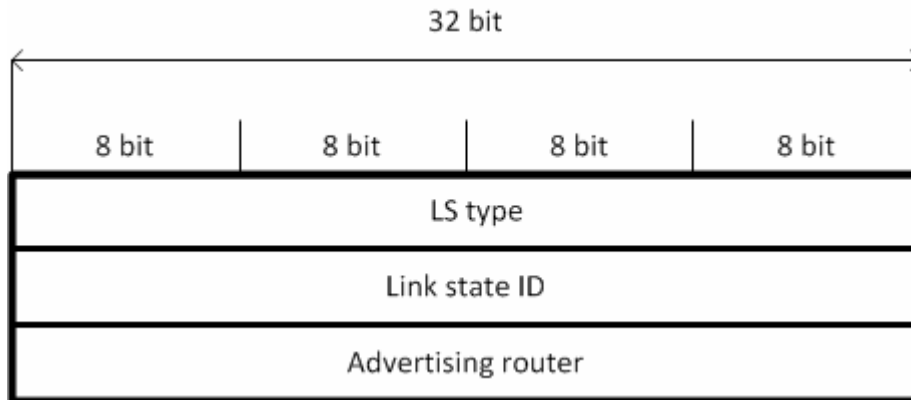 32 bit
8 bit 8 bit 8 bit 8 bit
LS type
Link state ID
Advertising router